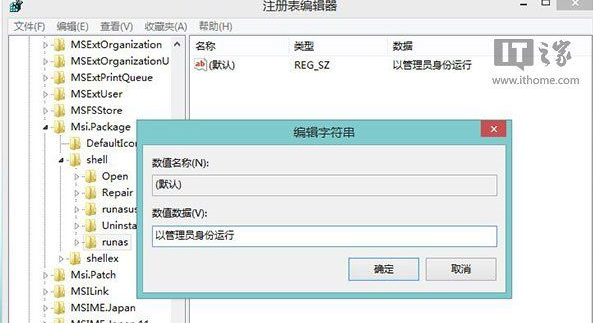 注册表编辑器
文件(F) 编辑(E) 查看(V) 收藏夹(A) 帮助(H)
MSExtOrganization
MSExtOrganizationU
MSExtPrintQueue
MSExtUser
MSFSStore
Msi.Package
DefaultIcon
shell
Open
Repair
runasus
Uninsta
runas
shellex
Msi.Patch
MSILink
MSIME.Japan
MSIME.Japan.11
名称 类型 数据
ab (默认) REG_SZ 以管理员身份运行
IT之家
www.ithome.com
编辑字符串
数值名称(N):
(默认)
数值数据(V):
以管理员身份运行
确定 取消